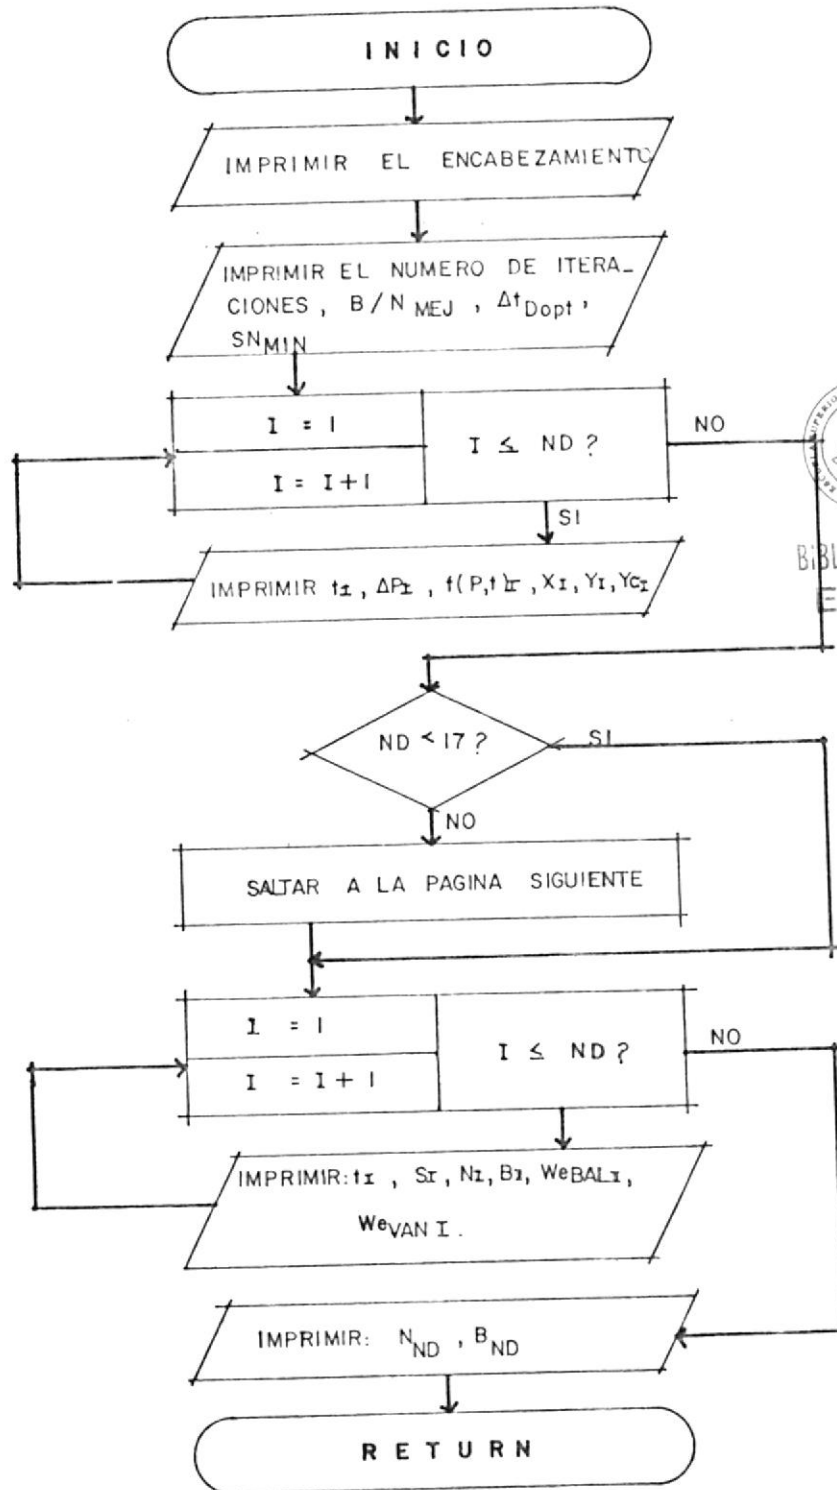 INICIO
IMPRIMIR EL ENCABEZAMIENTO
IMPRIMIR EL NUMERO DE ITERA_
CIONES, B/N MEJ, Δt Dopt,
SN MIN
I = 1
I = I+1
I ≤ ND?
NO
SI
IMPRIMIR tI, ΔPI, f(P,t)I, XI, YI, YcI
ND < 17?
SI
NO
SALTAR A LA PAGINA SIGUIENTE
I = 1
I = I + 1
I ≤ ND?
NO
IMPRIMIR: tI, SI, NI, BI, WeBALI,
WeVAN I.
IMPRIMIR: N ND, B ND
RETURN